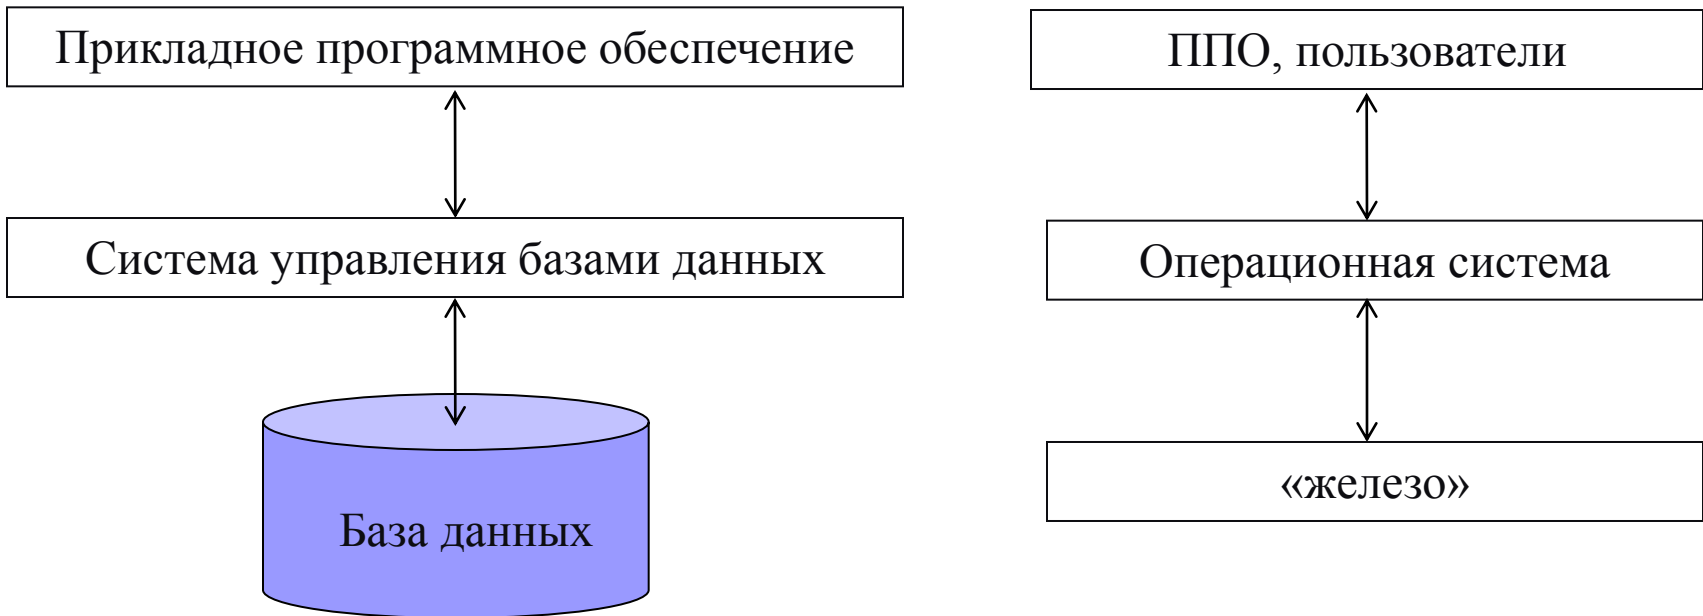 Прикладное программное обеспечение
ППО, пользователи
Система управления базами данных
Операционная система
«железо»
База данных